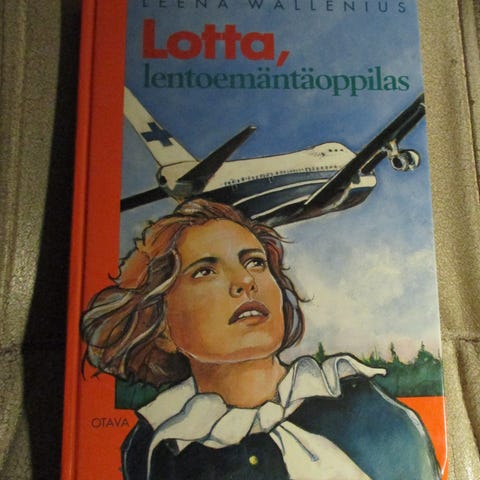 LEENA WALLENIUS
Lotta,
lentoemäntäoppilas
OTAVA